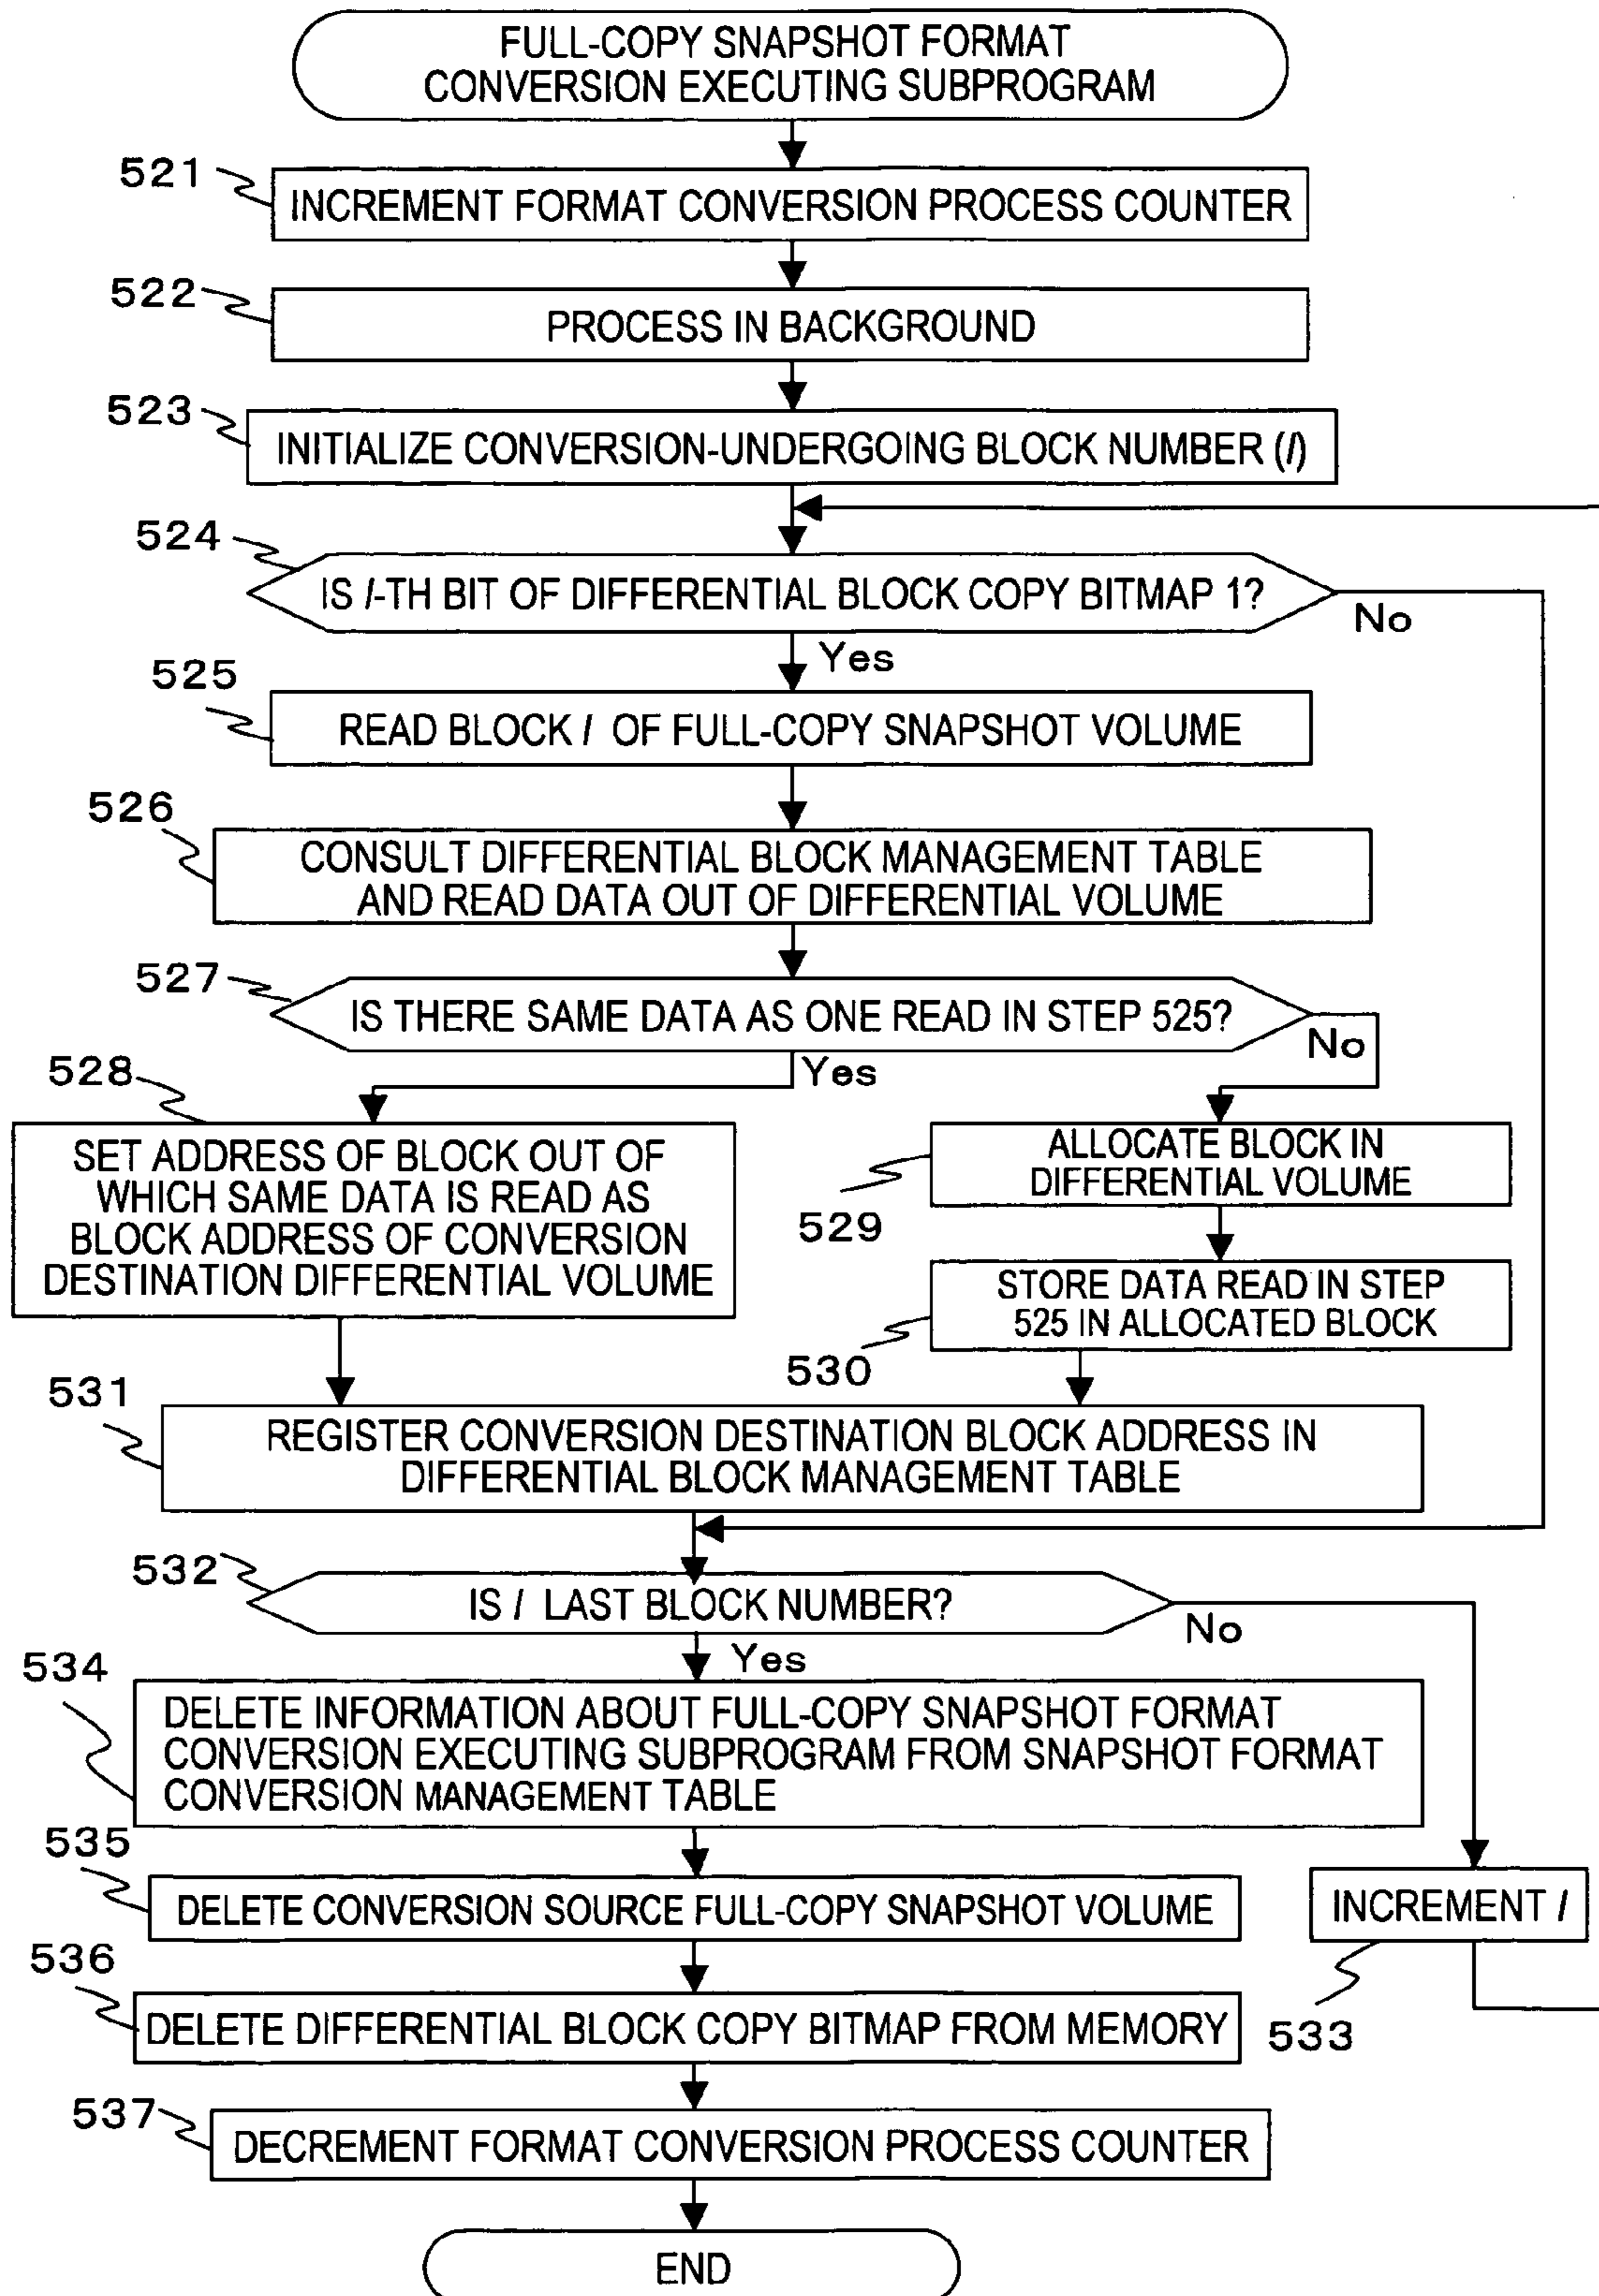 FULL-COPY SNAPSHOT FORMAT
CONVERSION EXECUTING SUBPROGRAM
521
INCREMENT FORMAT CONVERSION PROCESS COUNTER
522
PROCESS IN BACKGROUND
523
INITIALIZE CONVERSION-UNDERGOING BLOCK NUMBER (I)
524
IS I-TH BIT OF DIFFERENTIAL BLOCK COPY BITMAP 1?
No
Yes
525
READ BLOCK I OF FULL-COPY SNAPSHOT VOLUME
526
CONSULT DIFFERENTIAL BLOCK MANAGEMENT TABLE
AND READ DATA OUT OF DIFFERENTIAL VOLUME
527
IS THERE SAME DATA AS ONE READ IN STEP 525?
No
Yes
528
SET ADDRESS OF BLOCK OUT OF
WHICH SAME DATA IS READ AS
BLOCK ADDRESS OF CONVERSION
DESTINATION DIFFERENTIAL VOLUME
ALLOCATE BLOCK IN
DIFFERENTIAL VOLUME
529
STORE DATA READ IN STEP
525 IN ALLOCATED BLOCK
530
531
REGISTER CONVERSION DESTINATION BLOCK ADDRESS IN
DIFFERENTIAL BLOCK MANAGEMENT TABLE
532
IS I LAST BLOCK NUMBER?
No
Yes
534
DELETE INFORMATION ABOUT FULL-COPY SNAPSHOT FORMAT
CONVERSION EXECUTING SUBPROGRAM FROM SNAPSHOT FORMAT
CONVERSION MANAGEMENT TABLE
535
DELETE CONVERSION SOURCE FULL-COPY SNAPSHOT VOLUME
INCREMENT I
533
536
DELETE DIFFERENTIAL BLOCK COPY BITMAP FROM MEMORY
537
DECREMENT FORMAT CONVERSION PROCESS COUNTER
END